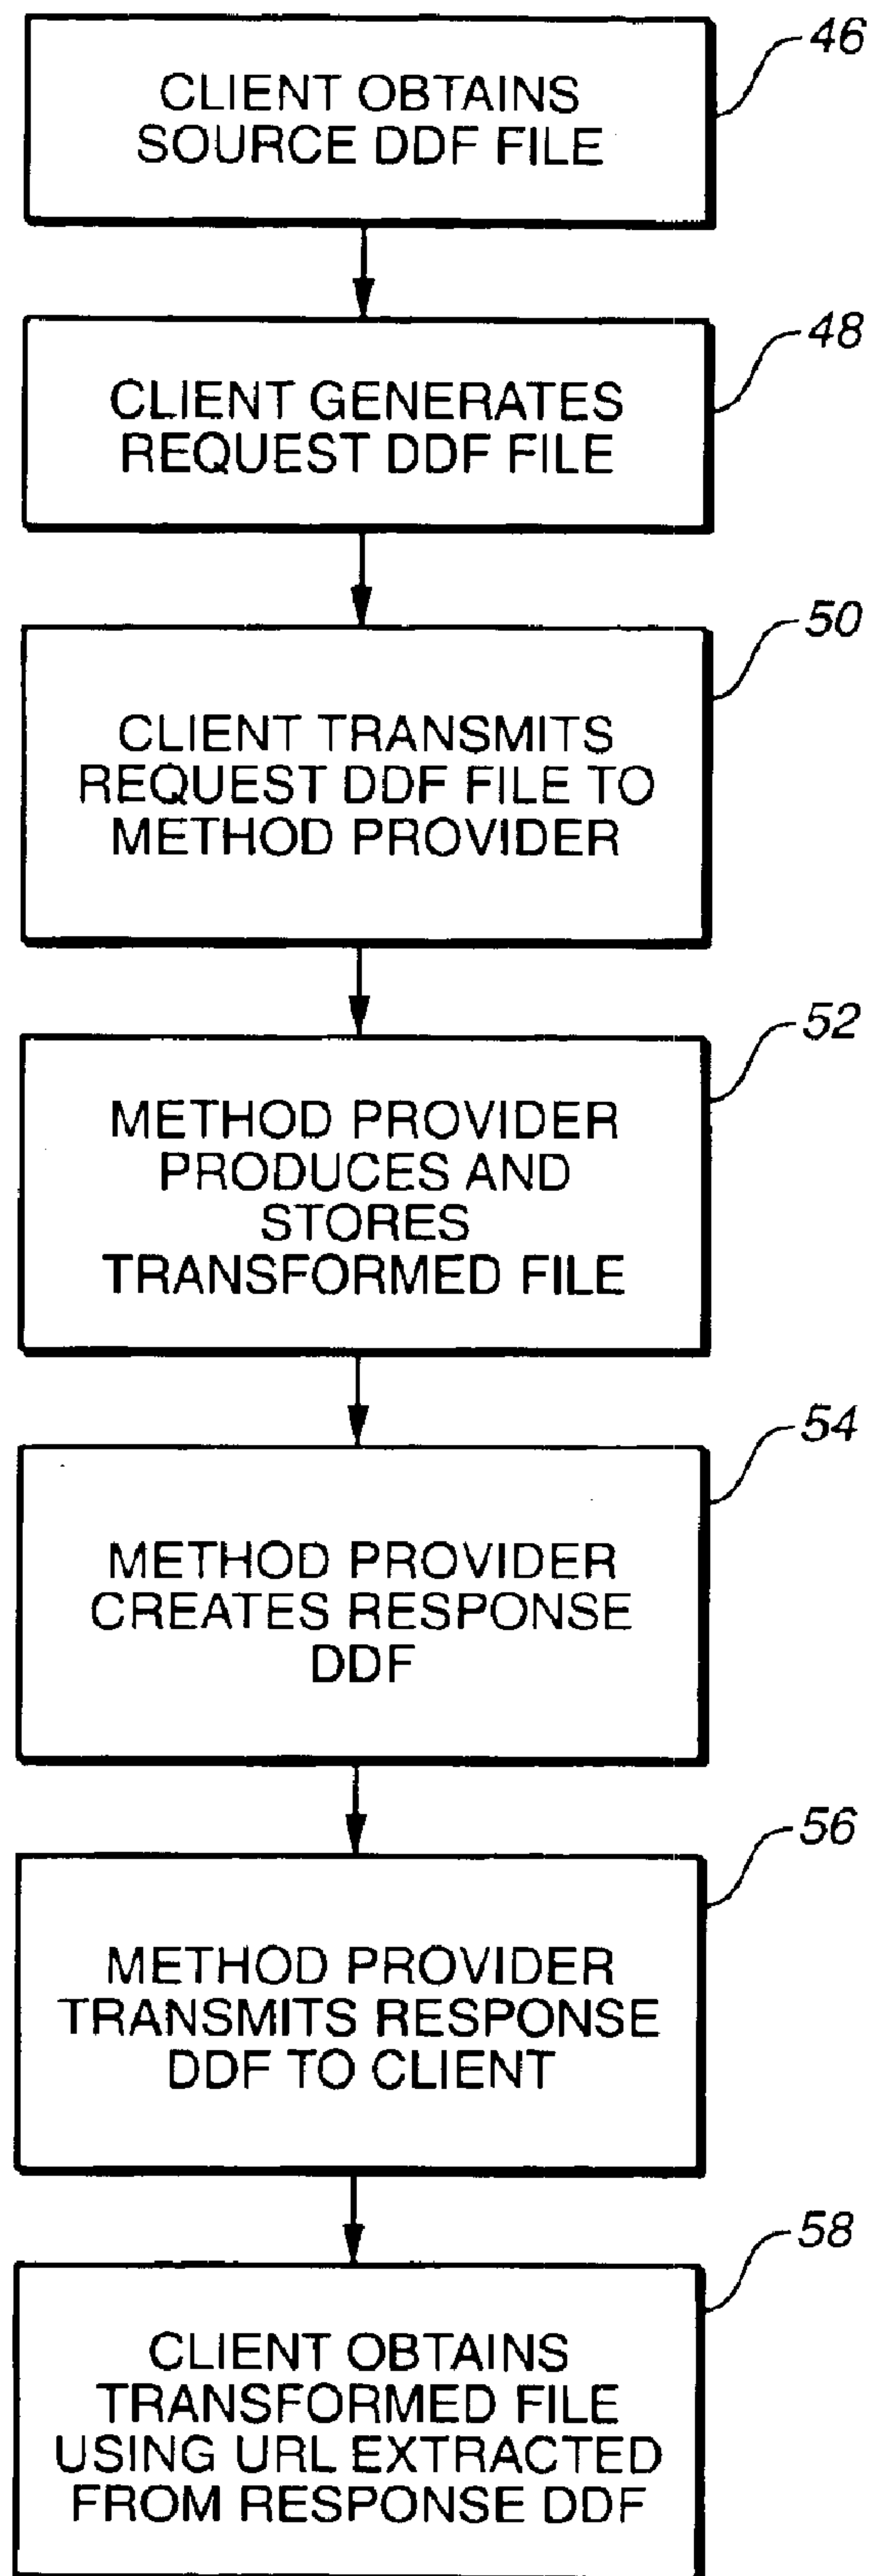 46
CLIENT OBTAINS
SOURCE DDF FILE
48
CLIENT GENERATES
REQUEST DDF FILE
50
CLIENT TRANSMITS
REQUEST DDF FILE TO
METHOD PROVIDER
52
METHOD PROVIDER
PRODUCES AND
STORES
TRANSFORMED FILE
54
METHOD PROVIDER
CREATES RESPONSE
DDF
56
METHOD PROVIDER
TRANSMITS RESPONSE
DDF TO CLIENT
58
CLIENT OBTAINS
TRANSFORMED FILE
USING URL EXTRACTED
FROM RESPONSE DDF